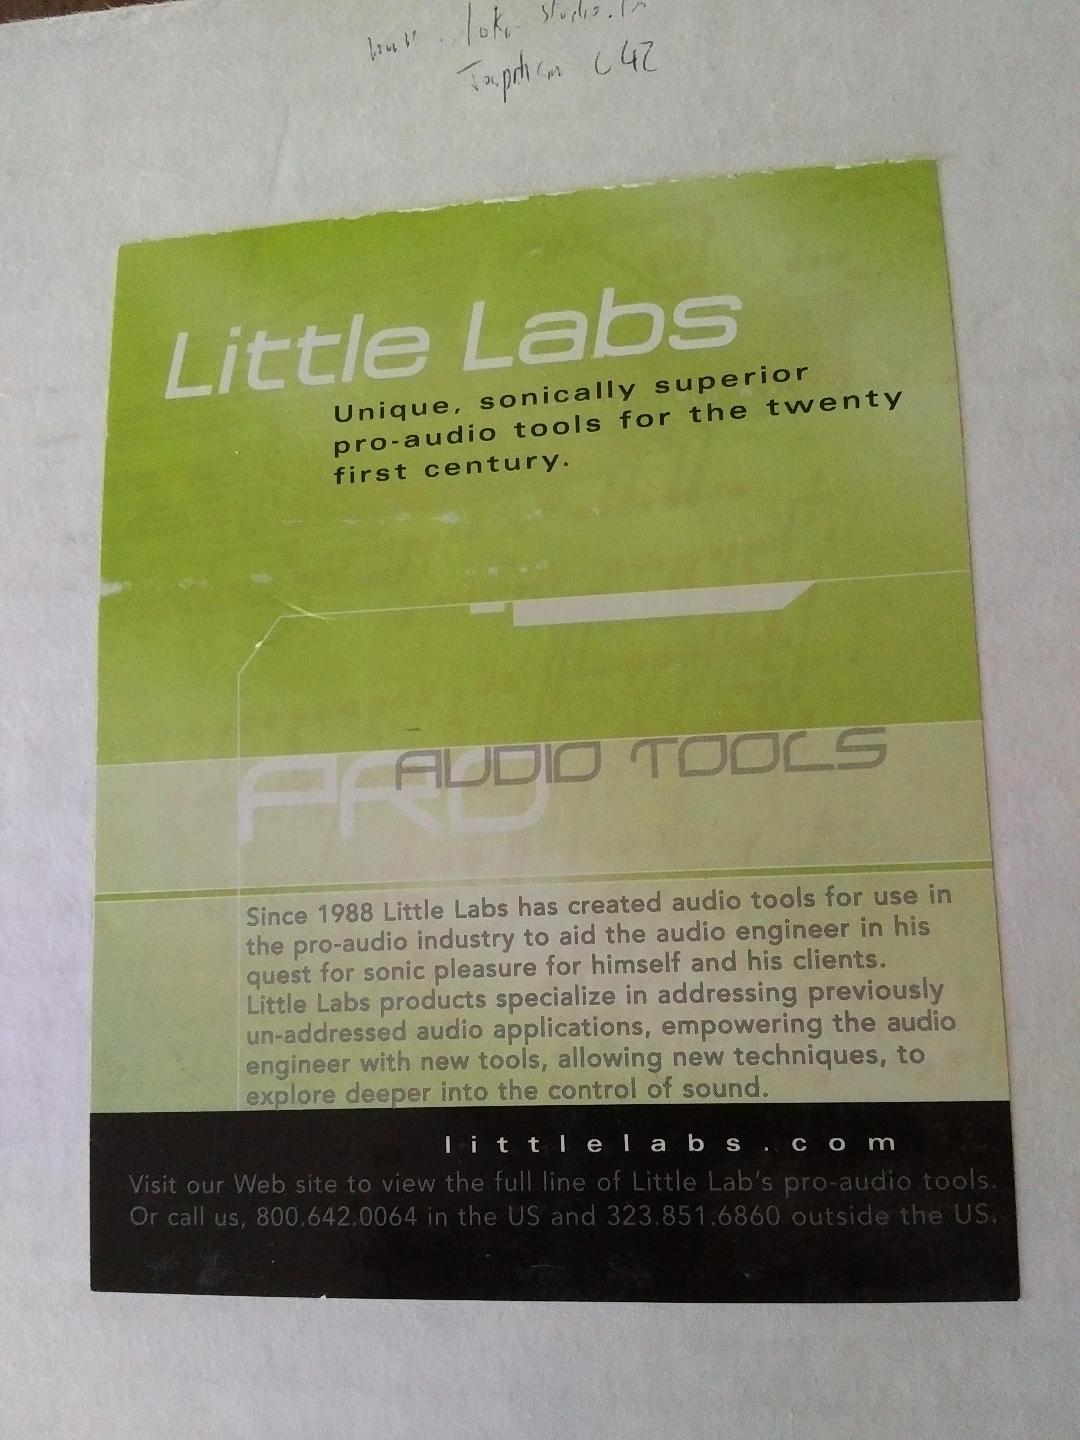 Little Labs
Unique, sonically superior
pro-audio tools for the twenty
first century.
PRO AUDIO TOOLS
Since 1988 Little Labs has created audio tools for use in
the pro-audio industry to aid the audio engineer in his
quest for sonic pleasure for himself and his clients.
Little Labs products specialize in addressing previously
un-addressed audio applications, empowering the audio
engineer with new tools, allowing new techniques, to
explore deeper into the control of sound.
littlelabs.com
Visit our Web site to view the full line of Little Lab's pro-audio tools.
Or call us, 800.642.0064 in the US and 323.851.6860 outside the US.